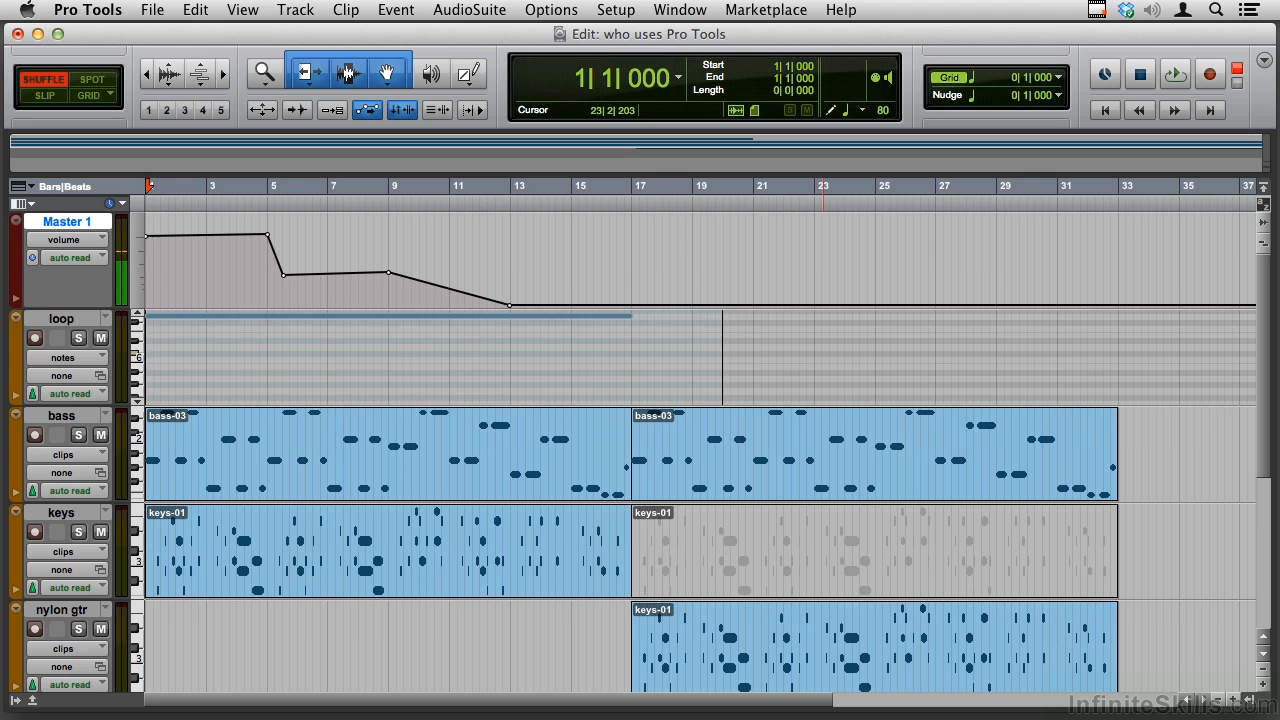 Pro Tools File Edit View Track Clip Event AudioSuite Options Setup Window Marketplace Help
Edit: who uses Pro Tools
SHUFFLE SPOT
SLIP GRID
1 2 3 4 5
1| 1| 000
Start 1| 1| 000
End 1| 1| 000
Length 0| 0| 000
Cursor 23| 2| 203
80
Grid 0| 1| 000
Nudge 0| 1| 000
Bars|Beats 3 5 7 9 11 13 15 17 19 21 23 25 27 29 31 33 35 37
a z
Master 1
volume
auto read
loop
S M
notes
6
none
auto read
bass
bass-03 bass-03
S M
2
clips
none
auto read
keys
keys-01 keys-01
S M
clips
3
none
auto read
nylon gtr
keys-01
S M
clips
3
none
auto read
InfiniteSkills.com